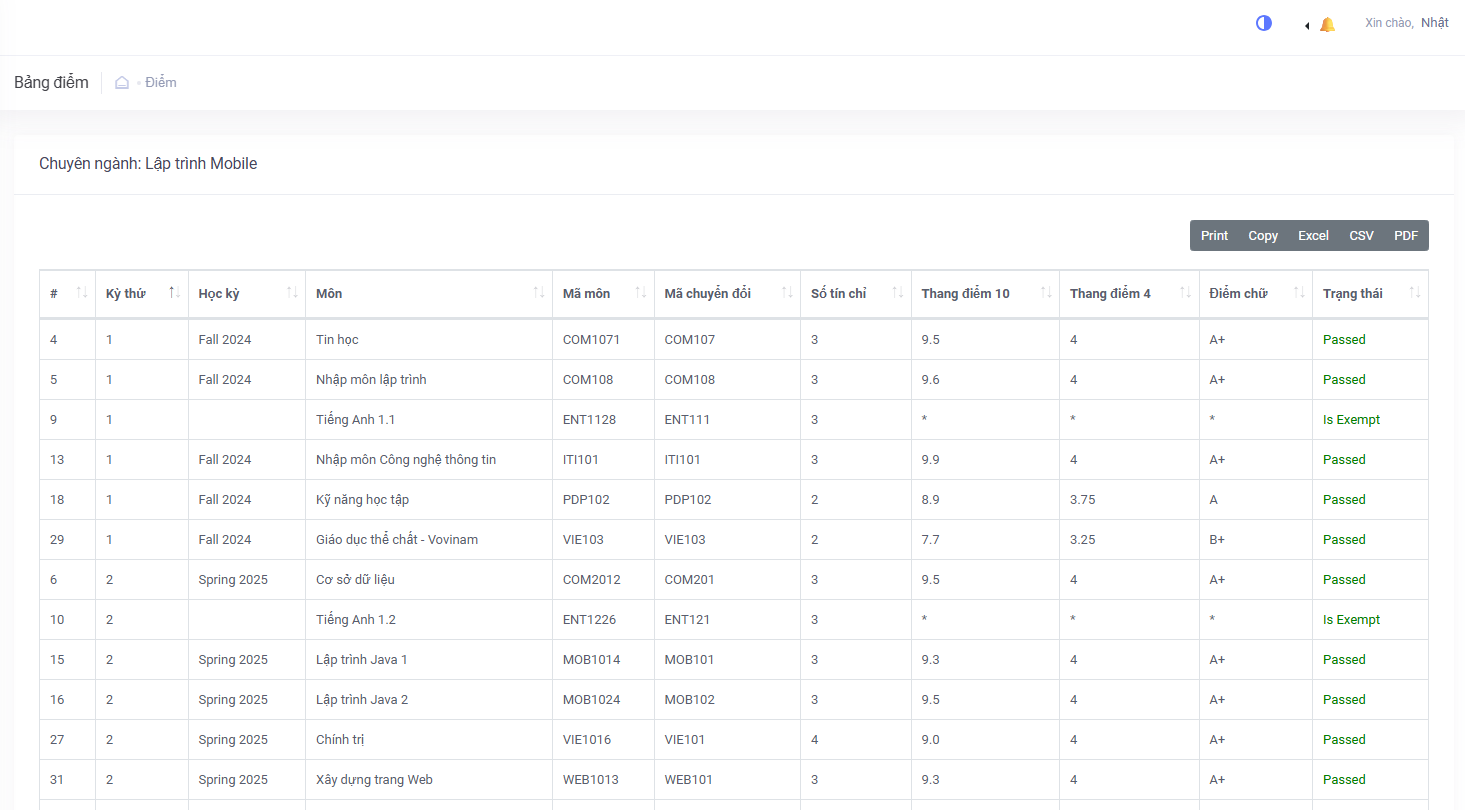 Xin chào, Nhật
Bảng điểm
Điểm
Chuyên ngành: Lập trình Mobile
Print Copy Excel CSV PDF
# Kỳ thứ Học kỳ Môn Mã môn Mã chuyển đổi Số tín chỉ Thang điểm 10 Thang điểm 4 Điểm chữ Trạng thái
4 1 Fall 2024 Tin học COM1071 COM107 3 9.5 4 A+ Passed
5 1 Fall 2024 Nhập môn lập trình COM108 COM108 3 9.6 4 A+ Passed
9 1 Tiếng Anh 1.1 ENT1128 ENT111 3 * * * Is Exempt
13 1 Fall 2024 Nhập môn Công nghệ thông tin ITI101 ITI101 3 9.9 4 A+ Passed
18 1 Fall 2024 Kỹ năng học tập PDP102 PDP102 2 8.9 3.75 A Passed
29 1 Fall 2024 Giáo dục thể chất - Vovinam VIE103 VIE103 2 7.7 3.25 B+ Passed
6 2 Spring 2025 Cơ sở dữ liệu COM2012 COM201 3 9.5 4 A+ Passed
10 2 Tiếng Anh 1.2 ENT1226 ENT121 3 * * * Is Exempt
15 2 Spring 2025 Lập trình Java 1 MOB1014 MOB101 3 9.3 4 A+ Passed
16 2 Spring 2025 Lập trình Java 2 MOB1024 MOB102 3 9.5 4 A+ Passed
27 2 Spring 2025 Chính trị VIE1016 VIE101 4 9.0 4 A+ Passed
31 2 Spring 2025 Xây dựng trang Web WEB1013 WEB101 3 9.3 4 A+ Passed